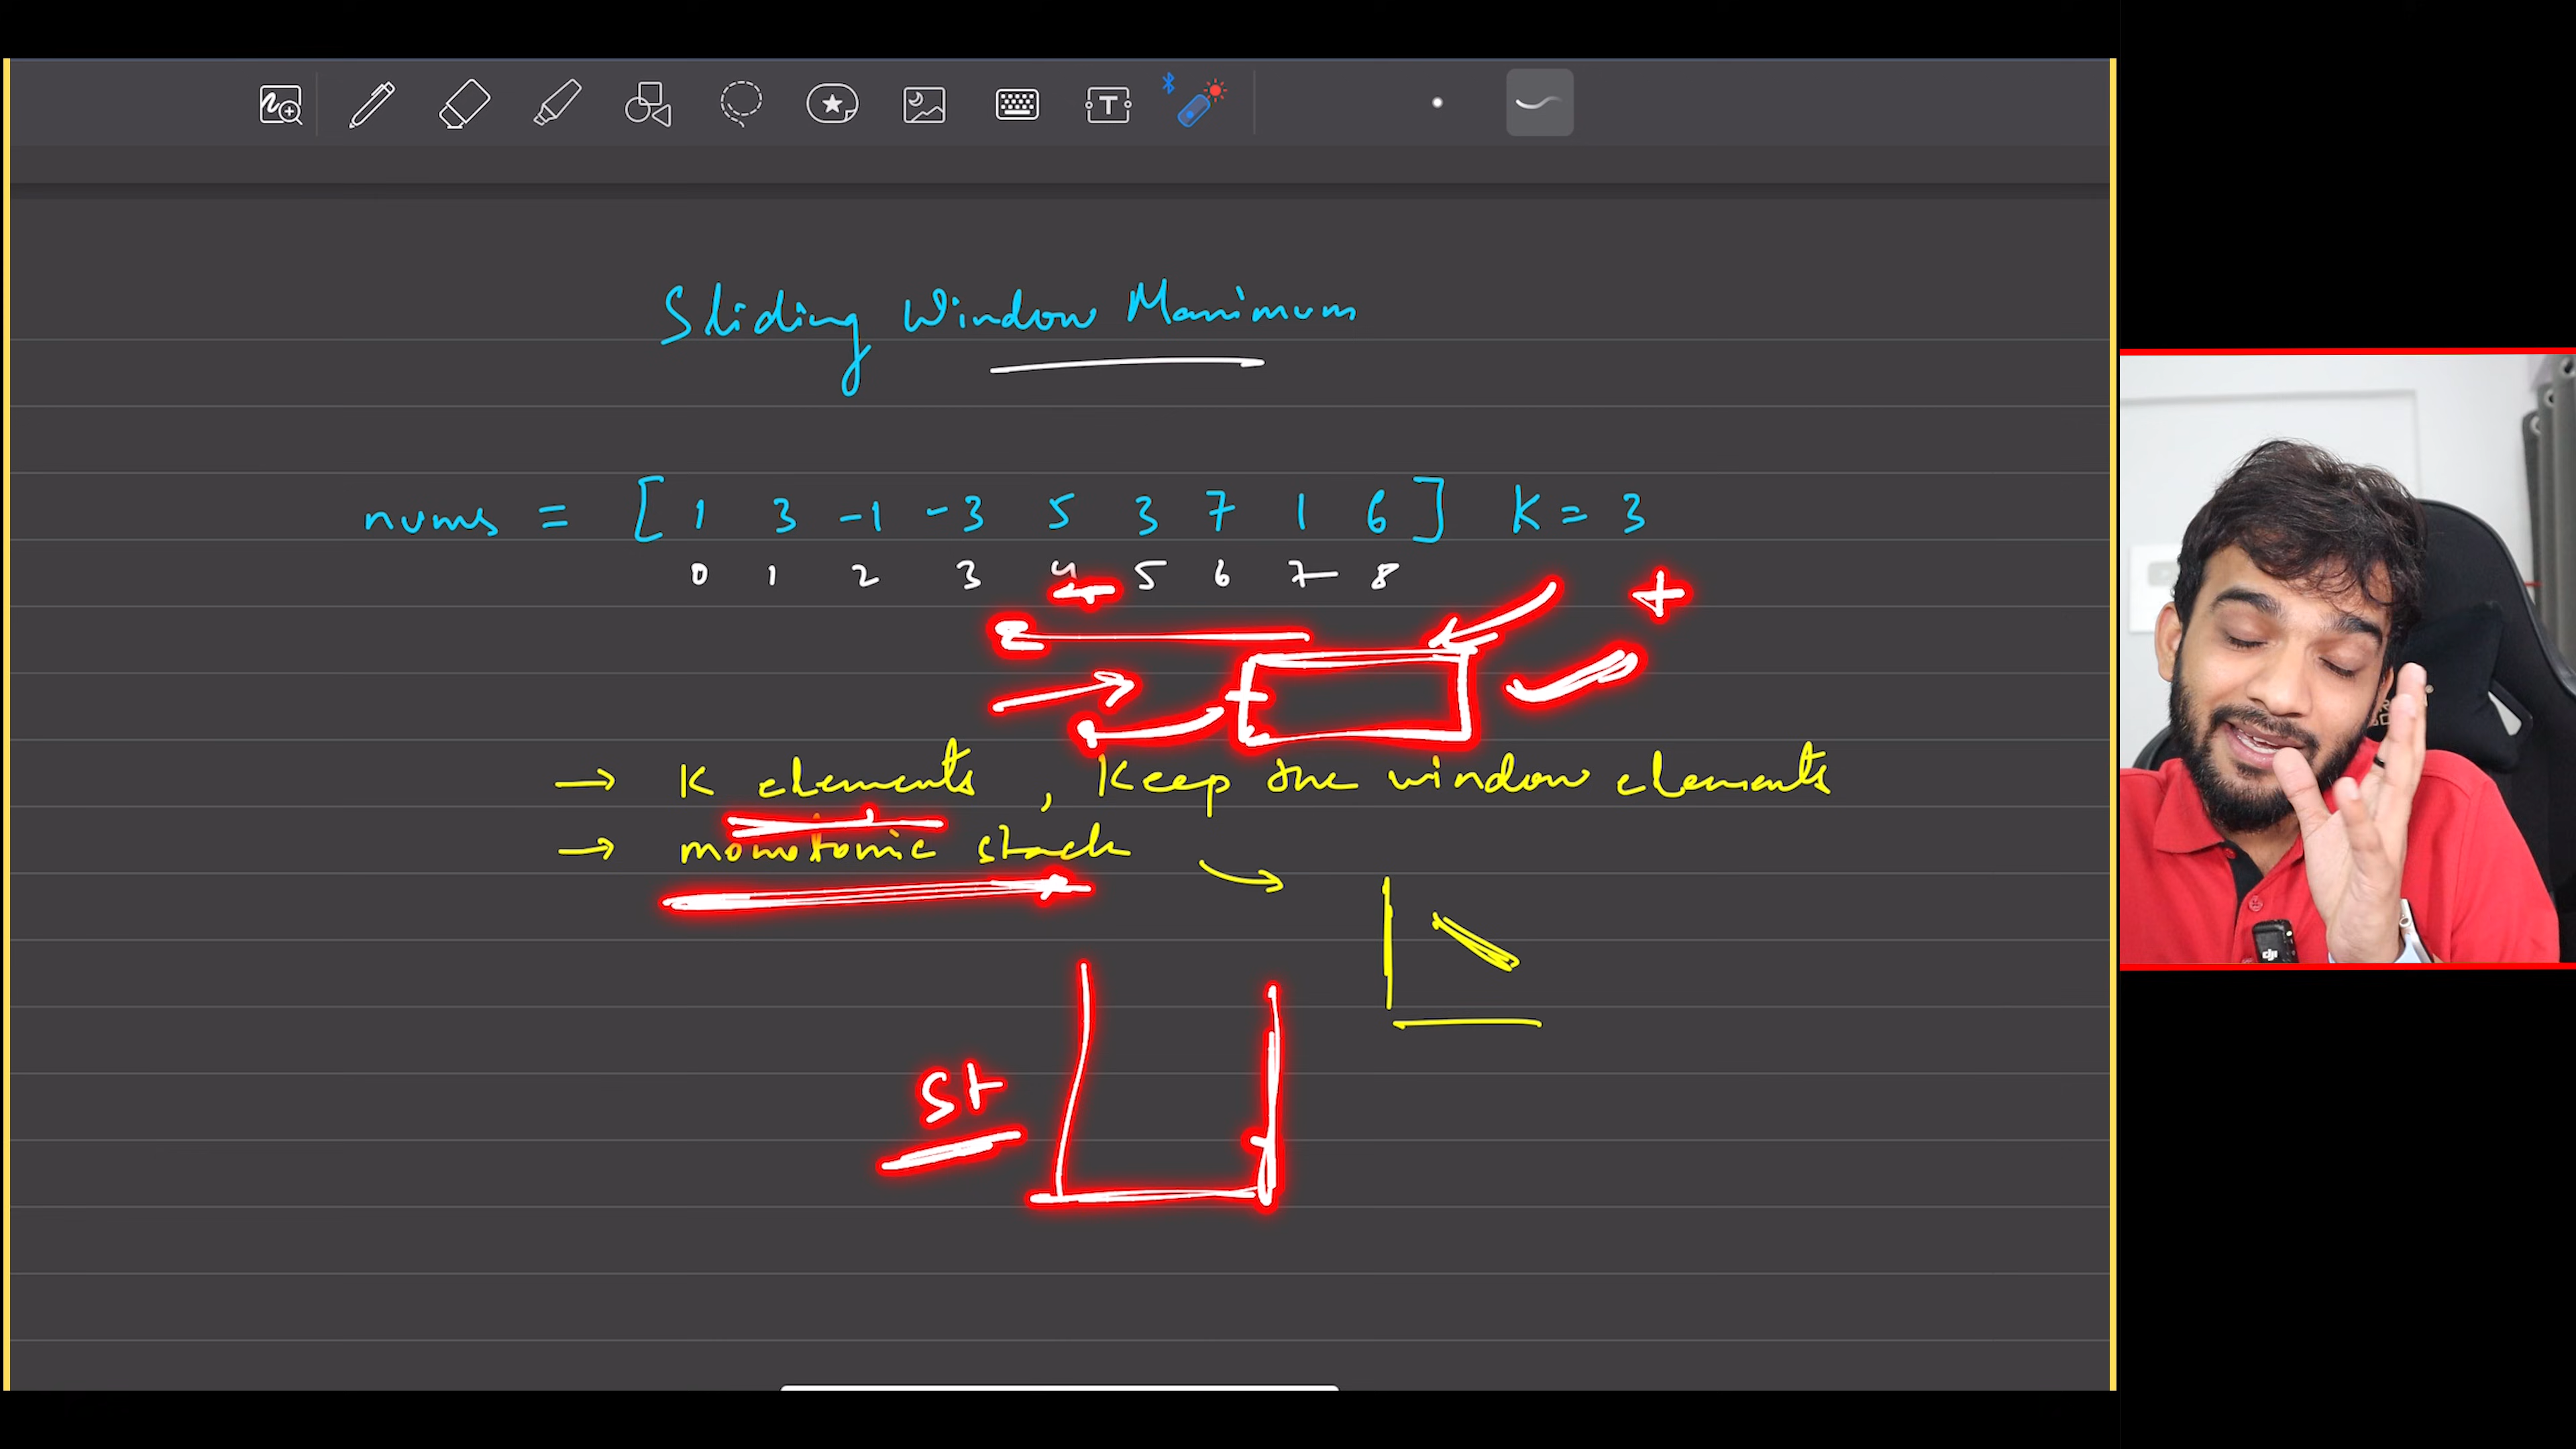 Sliding Window Maximum
nums = [ 1 3 -1 -3 5 3 7 1 6 ] K = 3
0 1 2 3 4 5 6 7 8
→ K elements, Keep the window elements
→ monotonic stack
St